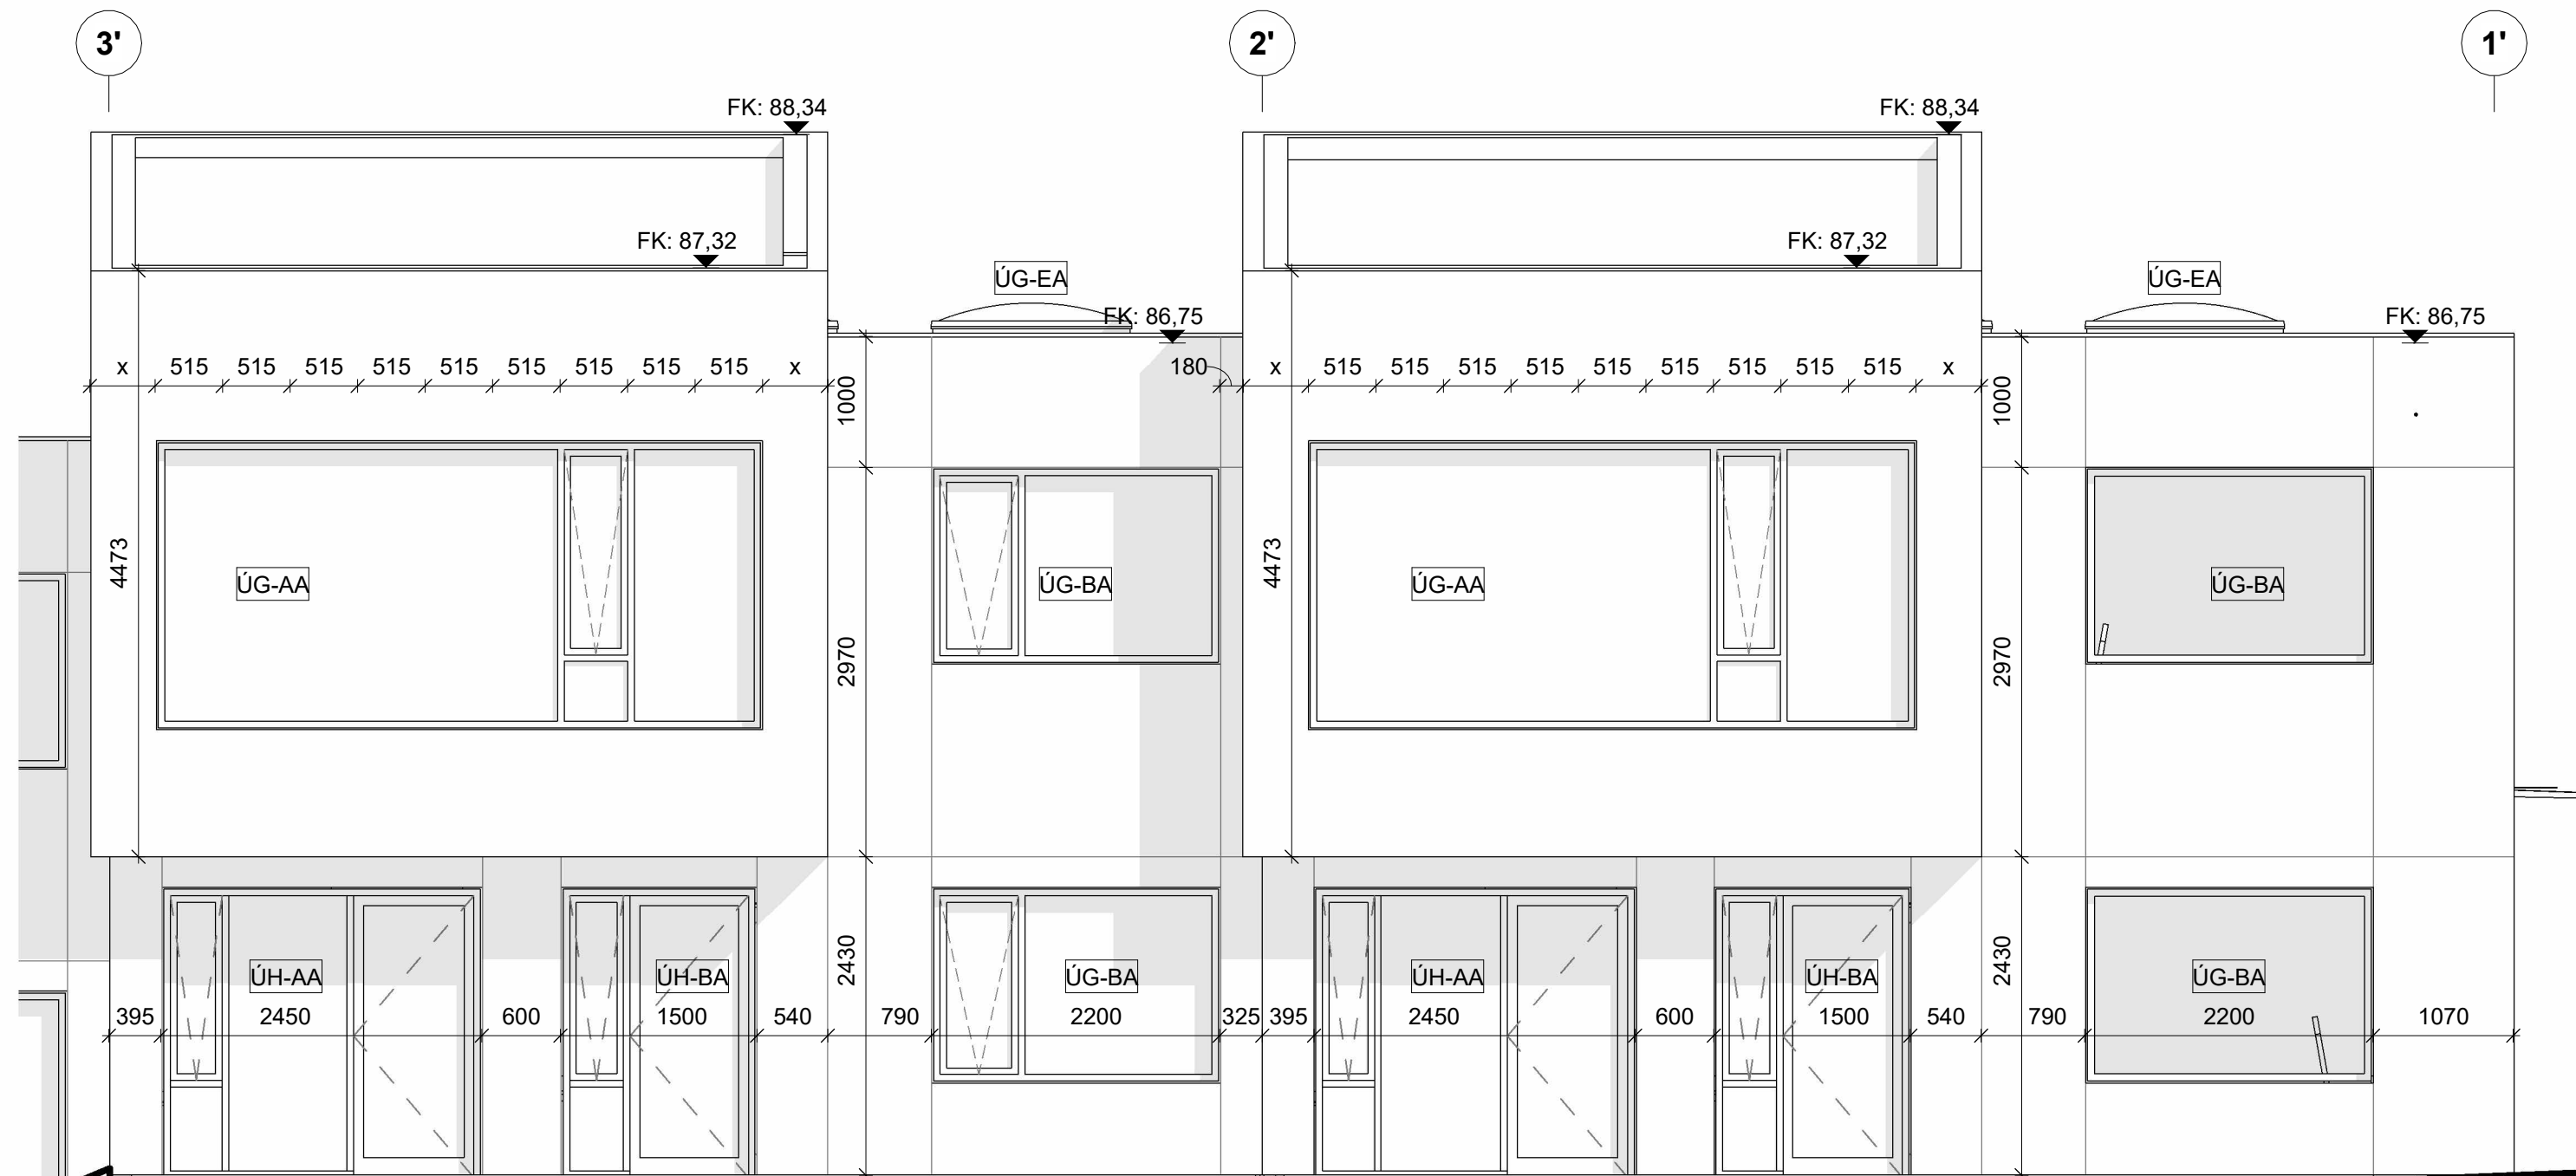 3' 2' 1'
FK: 88,34 FK: 88,34
FK: 87,32 FK: 87,32
ÚG-EA ÚG-EA
FK: 86,75 FK: 86,75
x 515 515 515 515 515 515 515 515 515 x 180 x 515 515 515 515 515 515 515 515 515 x
1000 1000
4473 4473
ÚG-AA ÚG-BA ÚG-AA ÚG-BA
2970 2970
2430 2430
ÚH-AA ÚH-BA ÚG-BA ÚH-AA ÚH-BA ÚG-BA
395 2450 600 1500 540 790 2200 325 395 2450 600 1500 540 790 2200 1070